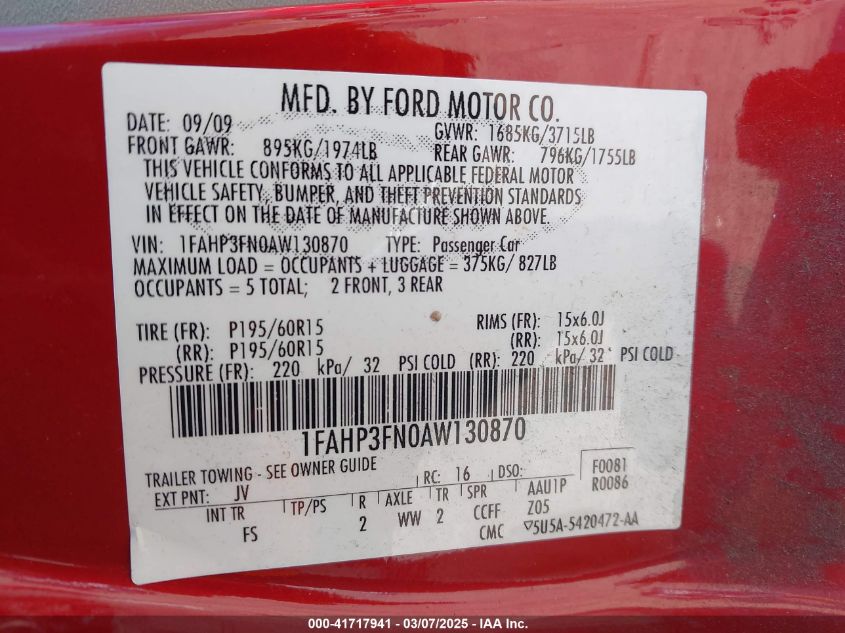 MFD. BY FORD MOTOR CO.
DATE: 09/09 GVWR: 1685KG/3715LB
FRONT GAWR: 895KG/1974LB REAR GAWR: 796KG/1755LB
THIS VEHICLE CONFORMS TO ALL APPLICABLE FEDERAL MOTOR
VEHICLE SAFETY, BUMPER, AND THEFT PREVENTION STANDARDS
IN EFFECT ON THE DATE OF MANUFACTURE SHOWN ABOVE.
VIN: 1FAHP3FN0AW130870 TYPE: Passenger Car
MAXIMUM LOAD = OCCUPANTS + LUGGAGE = 375KG/ 827LB
OCCUPANTS = 5 TOTAL; 2 FRONT, 3 REAR
TIRE (FR): P195/60R15 RIMS (FR): 15x6.0J
(RR): P195/60R15 (RR): 15x6.0J
PRESSURE (FR): 220 kPa/ 32 PSI COLD (RR): 220 kPa/ 32 PSI COLD
1FAHP3FN0AW130870
TRAILER TOWING - SEE OWNER GUIDE RC: 16 DSO: F0081
EXT PNT: JV R0086
INT TR TP/PS R AXLE TR SPR AAU1P
FS 2 WW 2 CCFF Z05
CMC ▽5U5A-5420472-AA
000-41717941 - 03/07/2025 - IAA Inc.